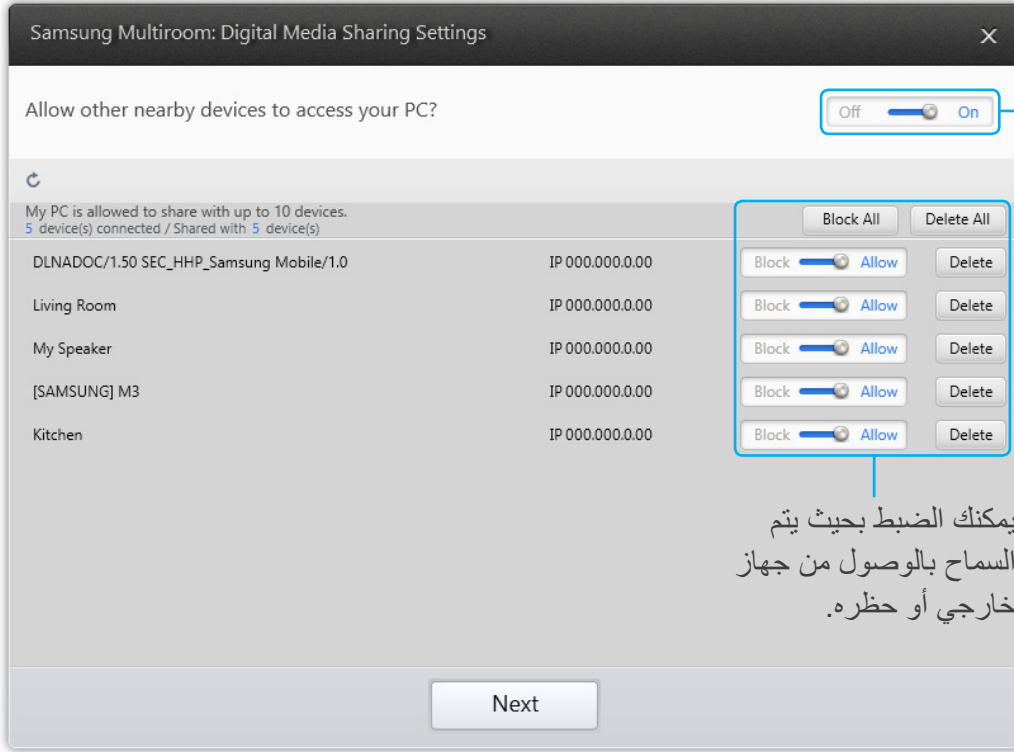 Samsung Multiroom: Digital Media Sharing Settings
Allow other nearby devices to access your PC?
Off On
My PC is allowed to share with up to 10 devices.
5 device(s) connected / Shared with 5 device(s)
Block All Delete All
DLNADOC/1.50 SEC_HHP_Samsung Mobile/1.0 IP 000.000.0.00 Block Allow Delete
Living Room IP 000.000.0.00 Block Allow Delete
My Speaker IP 000.000.0.00 Block Allow Delete
[SAMSUNG] M3 IP 000.000.0.00 Block Allow Delete
Kitchen IP 000.000.0.00 Block Allow Delete
يمكنك الضبط بحيث يتم
السماح بالوصول من جهاز
خارجي أو حظره.
Next